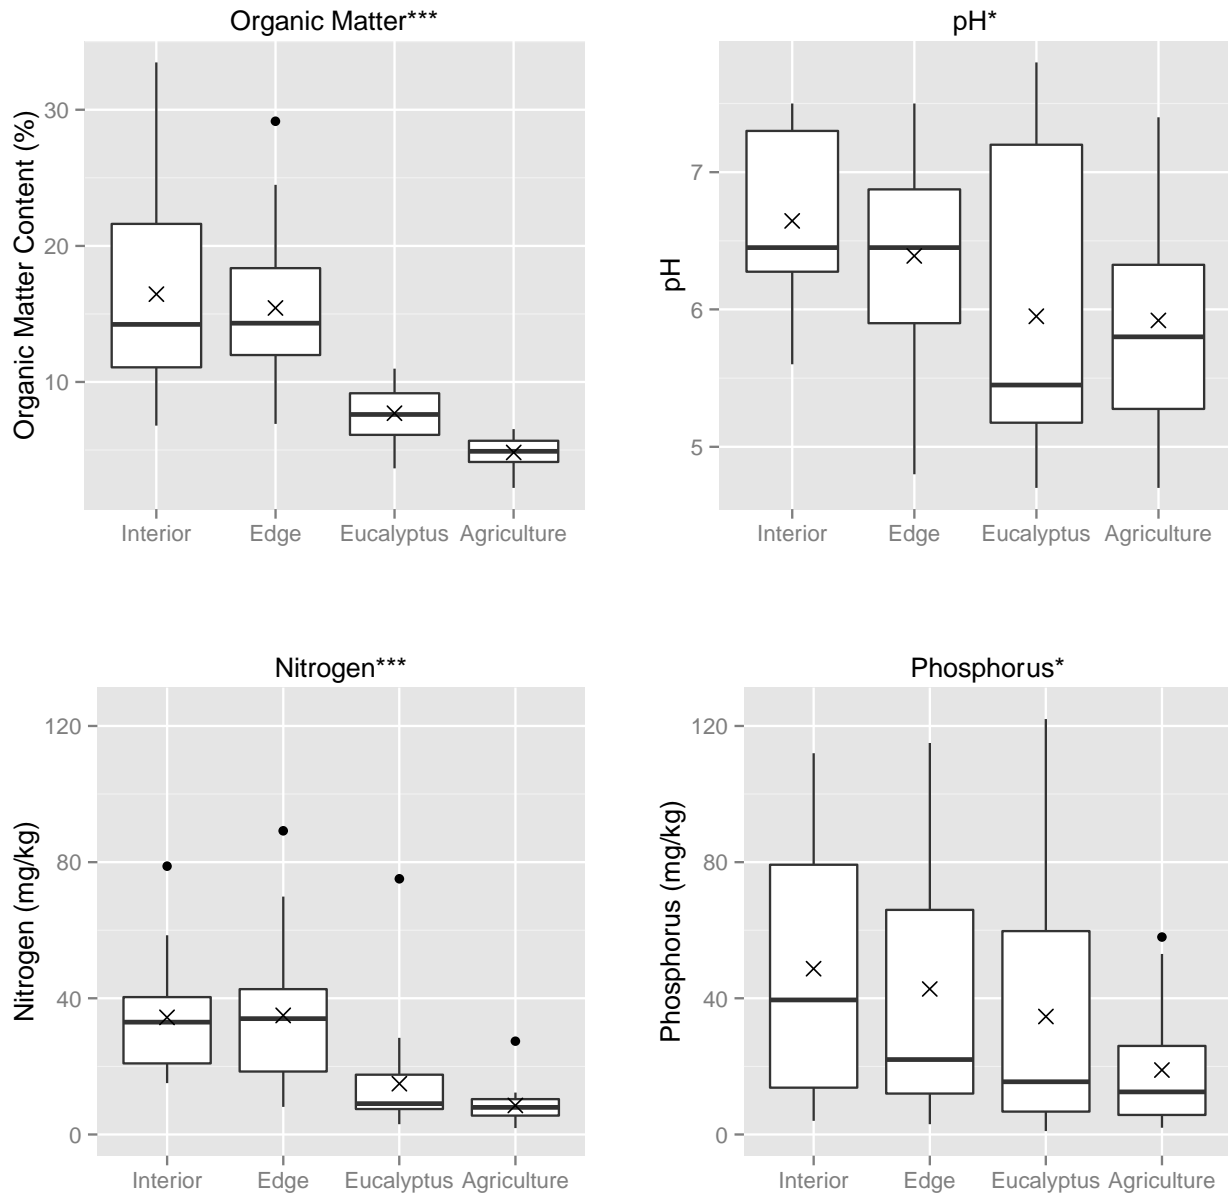 Organic Matter***
Organic Matter Content (%)
30
20
10
Interior Edge Eucalyptus Agriculture
pH*
pH
7
6
5
Interior Edge Eucalyptus Agriculture
Nitrogen***
Nitrogen (mg/kg)
120
80
40
0
Interior Edge Eucalyptus Agriculture
Phosphorus*
Phosphorus (mg/kg)
120
80
40
0
Interior Edge Eucalyptus Agriculture